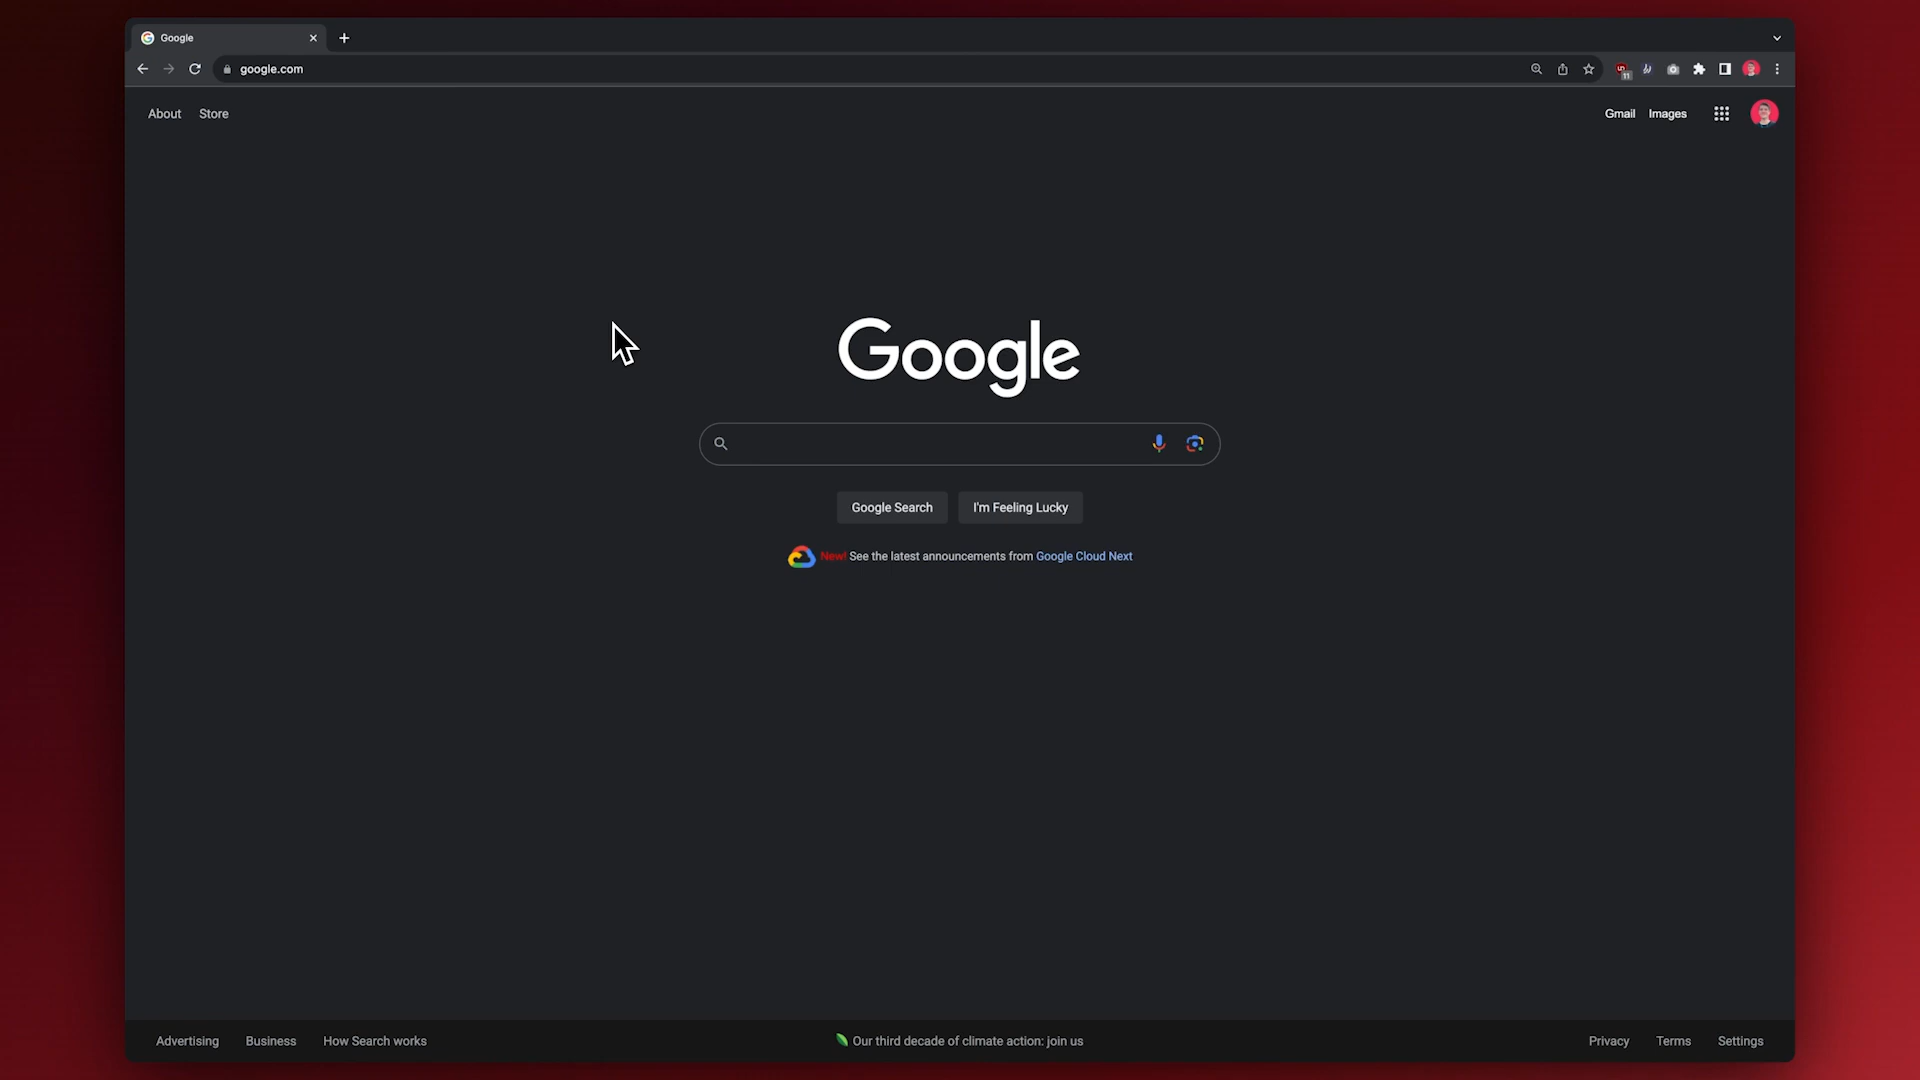 Google
google.com
11
About Store
Gmail Images
Google
Google Search I'm Feeling Lucky
New! See the latest announcements from Google Cloud Next
Advertising Business How Search works
Our third decade of climate action: join us
Privacy Terms Settings